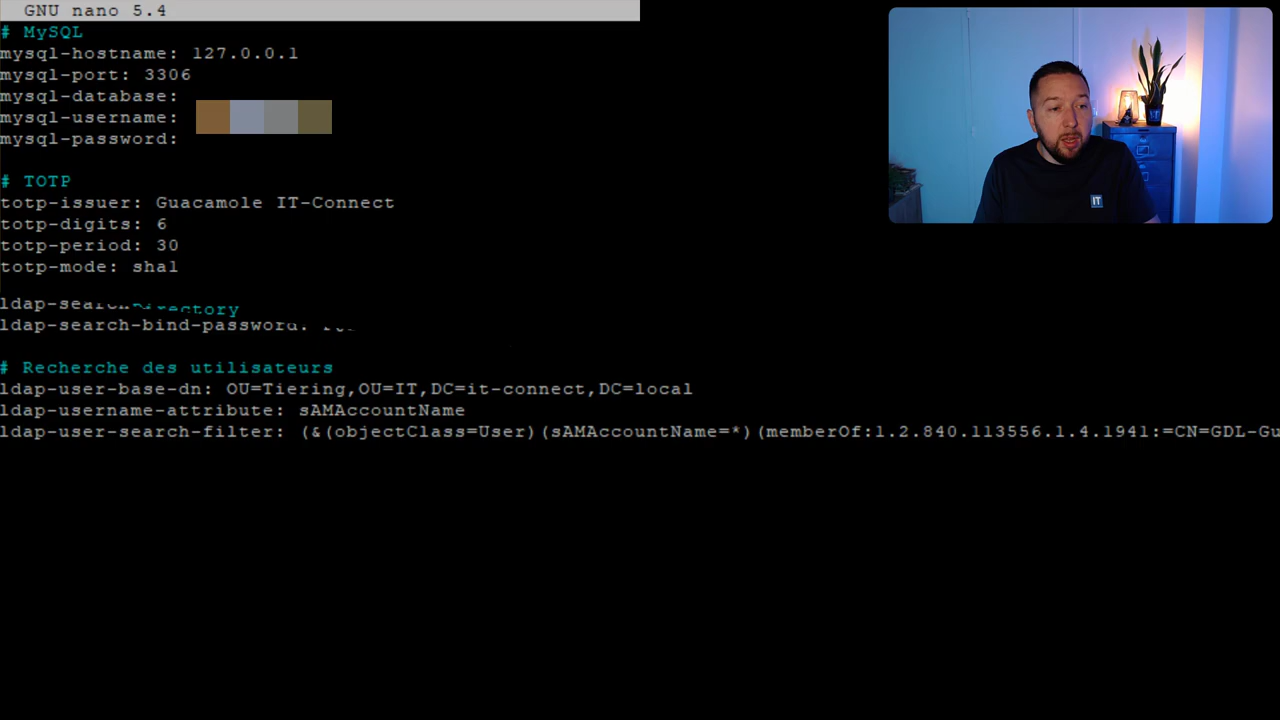 GNU nano 5.4
# MySQL
mysql-hostname: 127.0.0.1
mysql-port: 3306
mysql-database:
mysql-username:
mysql-password:
# TOTP
totp-issuer: Guacamole IT-Connect
totp-digits: 6
totp-period: 30
totp-mode: sha1
ldap-search
Directory
ldap-search-bind-password:
# Recherche des utilisateurs
ldap-user-base-dn: OU=Tiering,OU=IT,DC=it-connect,DC=local
ldap-username-attribute: sAMAccountName
ldap-user-search-filter: (&(objectClass=User)(sAMAccountName=*)(memberOf:1.2.840.113556.1.4.1941:=CN=GDL-Gu
IT